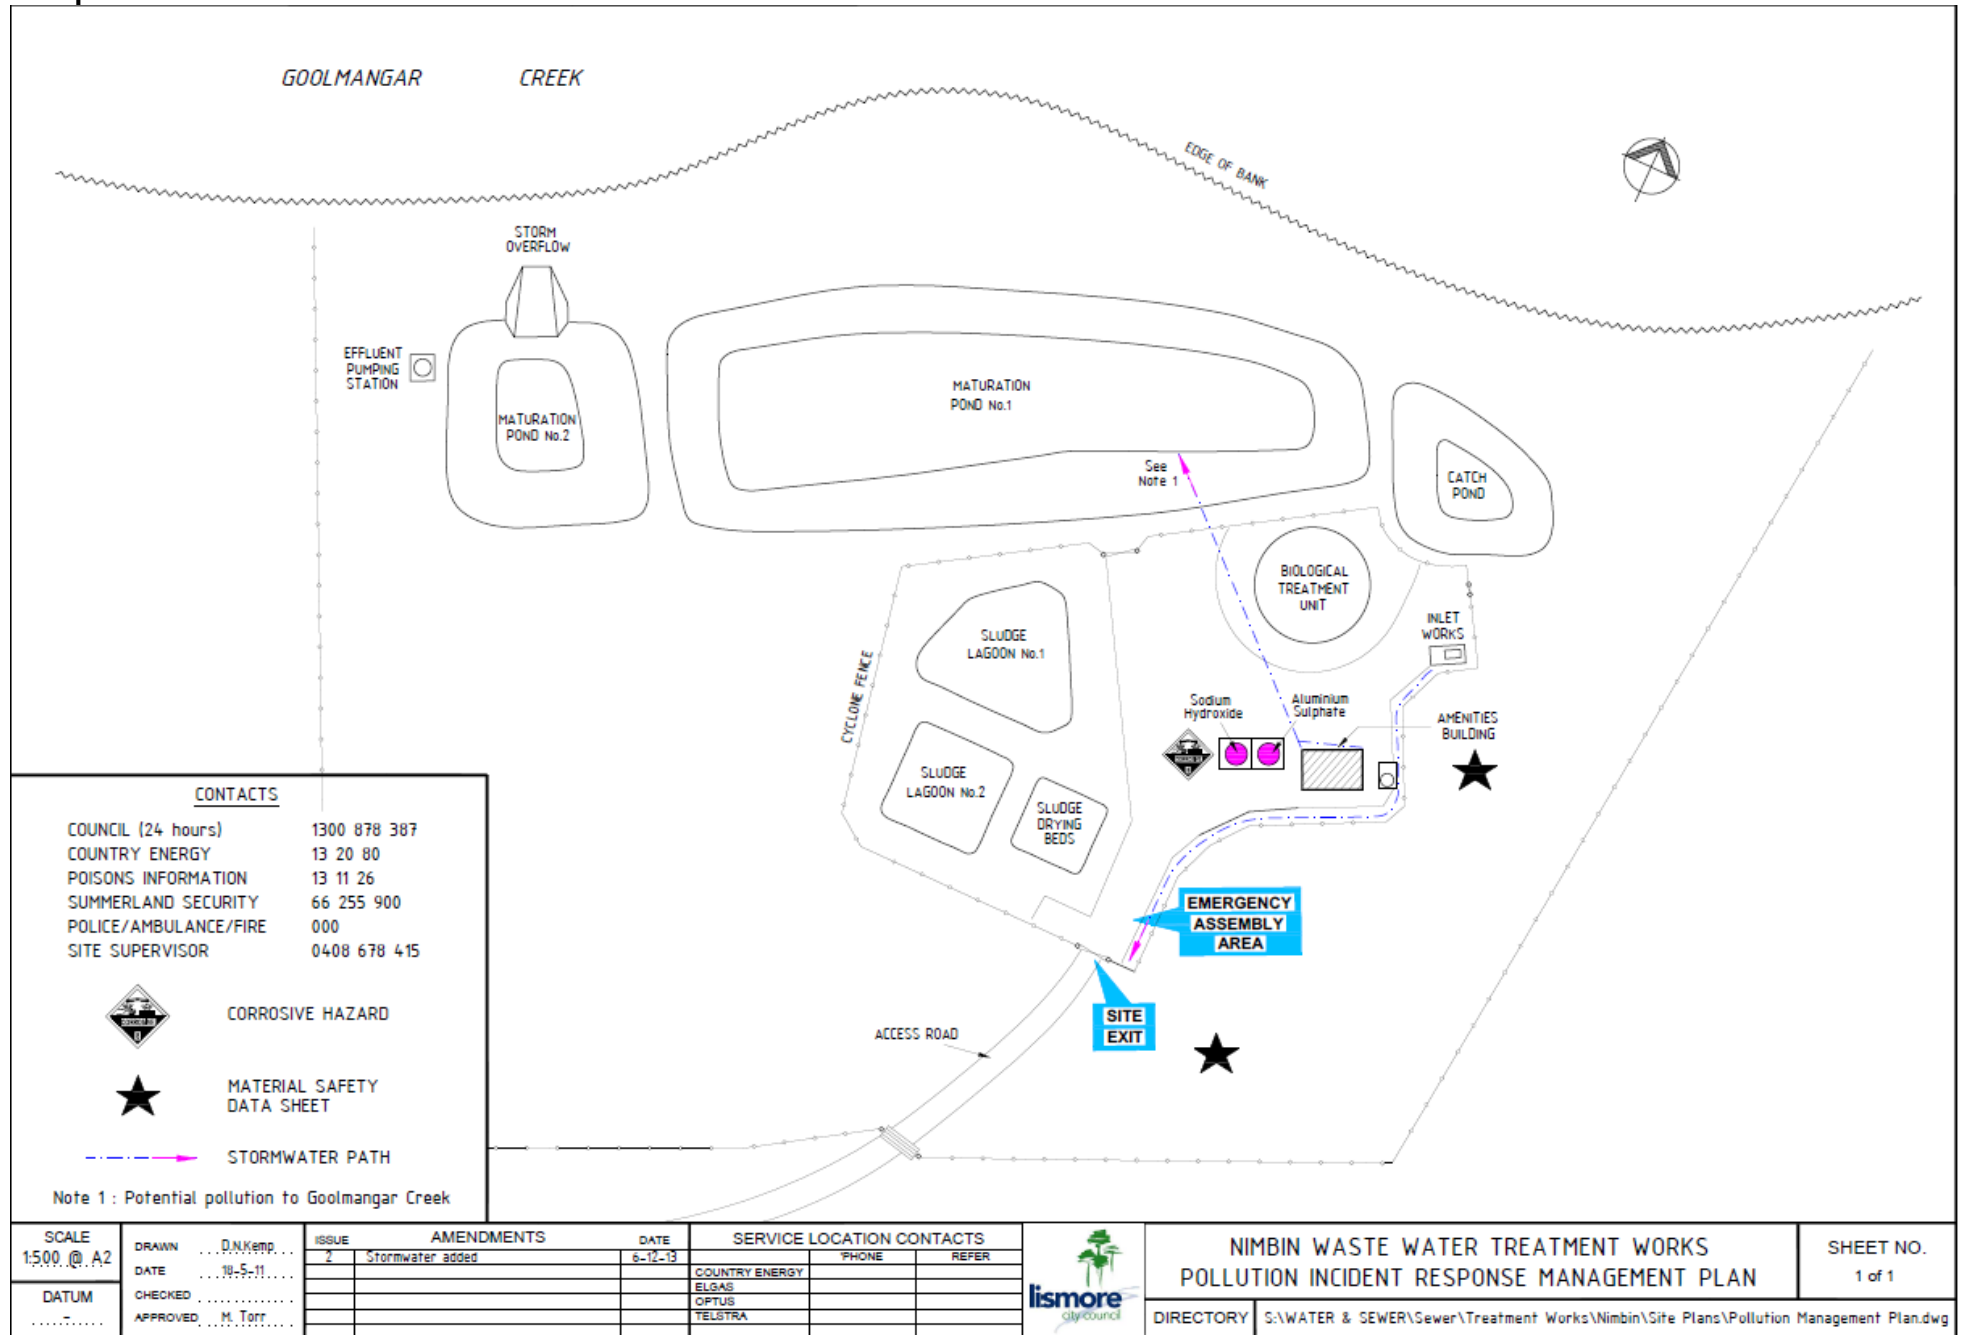 GOOLMANGAR CREEK
EDGE OF BANK
STORM
OVERFLOW
EFFLUENT
PUMPING
STATION
MATURATION
POND No.2
MATURATION
POND No.1
See
Note 1
CATCH
POND
BIOLOGICAL
TREATMENT
UNIT
INLET
WORKS
SLUDGE
LAGOON No.1
CYCLONE FENCE
Sodium
Hydroxide
Aluminium
Sulphate
AMENITIES
BUILDING
SLUDGE
LAGOON No.2
SLUDGE
DRYING
BEDS
EMERGENCY
ASSEMBLY
AREA
SITE
EXIT
ACCESS ROAD
CONTACTS
COUNCIL (24 hours) 1300 878 387
COUNTRY ENERGY 13 20 80
POISONS INFORMATION 13 11 26
SUMMERLAND SECURITY 66 255 900
POLICE/AMBULANCE/FIRE 000
SITE SUPERVISOR 0408 678 415
CORROSIVE HAZARD
MATERIAL SAFETY
DATA SHEET
STORMWATER PATH
Note 1 : Potential pollution to Goolmangar Creek
SCALE
1:500 @ A2
DATUM
-
DRAWN D.N.Kemp
DATE 18-5-11
CHECKED
APPROVED M. Torr
ISSUE AMENDMENTS DATE
2 Stormwater added 6-12-13
SERVICE LOCATION CONTACTS
'PHONE REFER
COUNTRY ENERGY
ELGAS
OPTUS
TELSTRA
lismore
city council
NIMBIN WASTE WATER TREATMENT WORKS
POLLUTION INCIDENT RESPONSE MANAGEMENT PLAN
SHEET NO.
1 of 1
DIRECTORY S:\WATER & SEWER\Sewer\Treatment Works\Nimbin\Site Plans\Pollution Management Plan.dwg